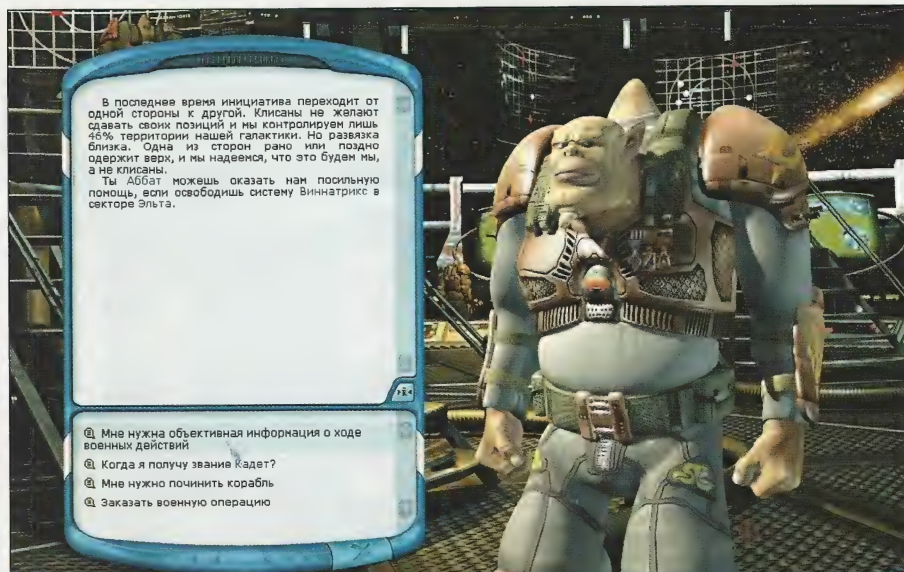 В последнее время инициатива переходит от
одной стороны к другой. Клисаны не желают
сдавать своих позиций и мы контролируем лишь
46% территории нашей галактики. Но развязка
близка. Одна из сторон рано или поздно
одержит верх, и мы надеемся, что это будем мы,
а не клисаны.
Ты Аббат можешь оказать нам посильную
помощь, если освободишь систему Виннатрикс в
секторе Эльта.
Мне нужна объективная информация о ходе
военных действий
Когда я получу звание Кадет?
Мне нужно починить корабль
Заказать военную операцию